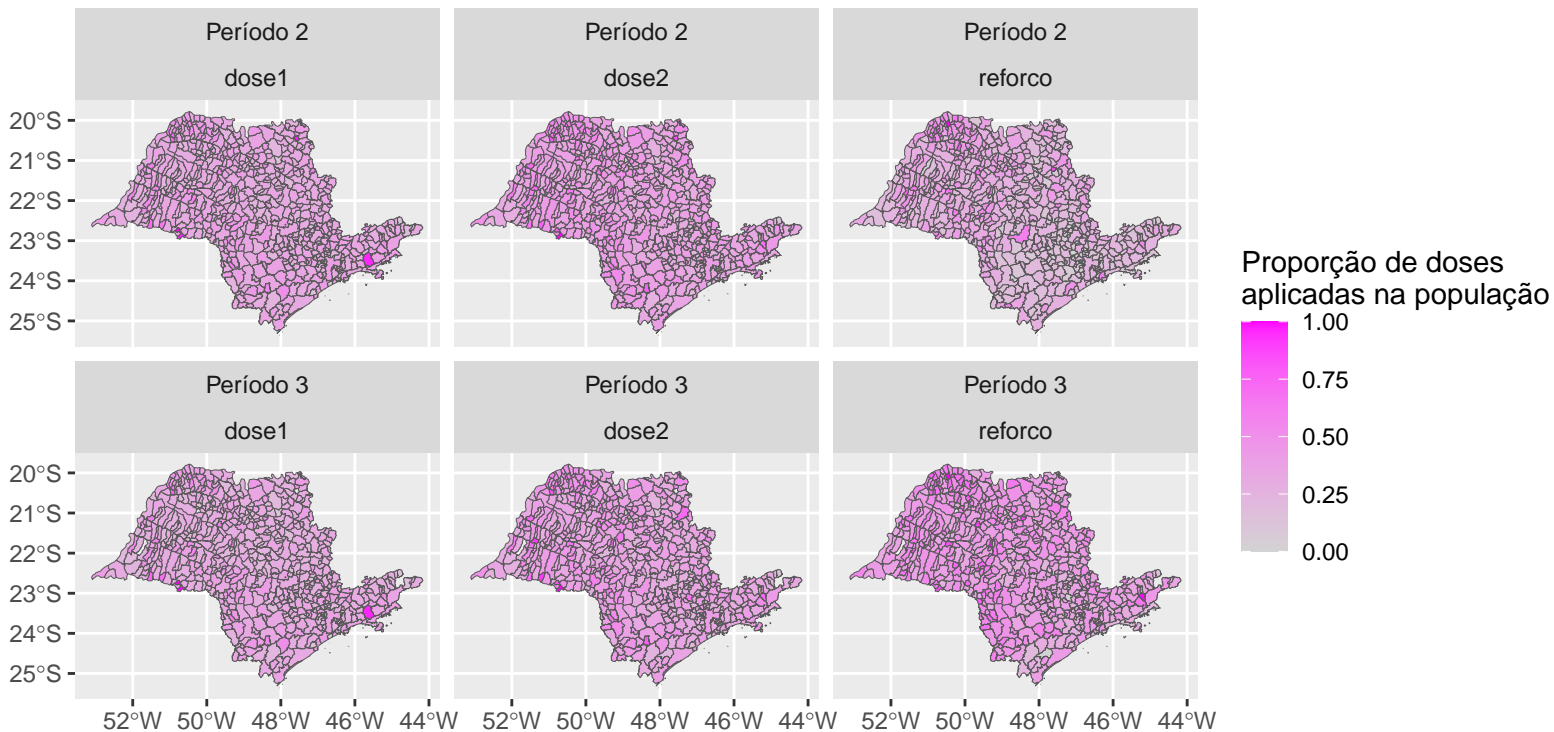 Período 2
Período 2
Período 2
dose1
dose2
reforco
20°S
21°S
22°S
23°S
24°S
25°S
Período 3
Período 3
Período 3
dose1
dose2
reforco
20°S
21°S
22°S
23°S
24°S
25°S
52°W 50°W 48°W 46°W 44°W
52°W 50°W 48°W 46°W 44°W
52°W 50°W 48°W 46°W 44°W
Proporção de doses
aplicadas na população
1.00
0.75
0.50
0.25
0.00